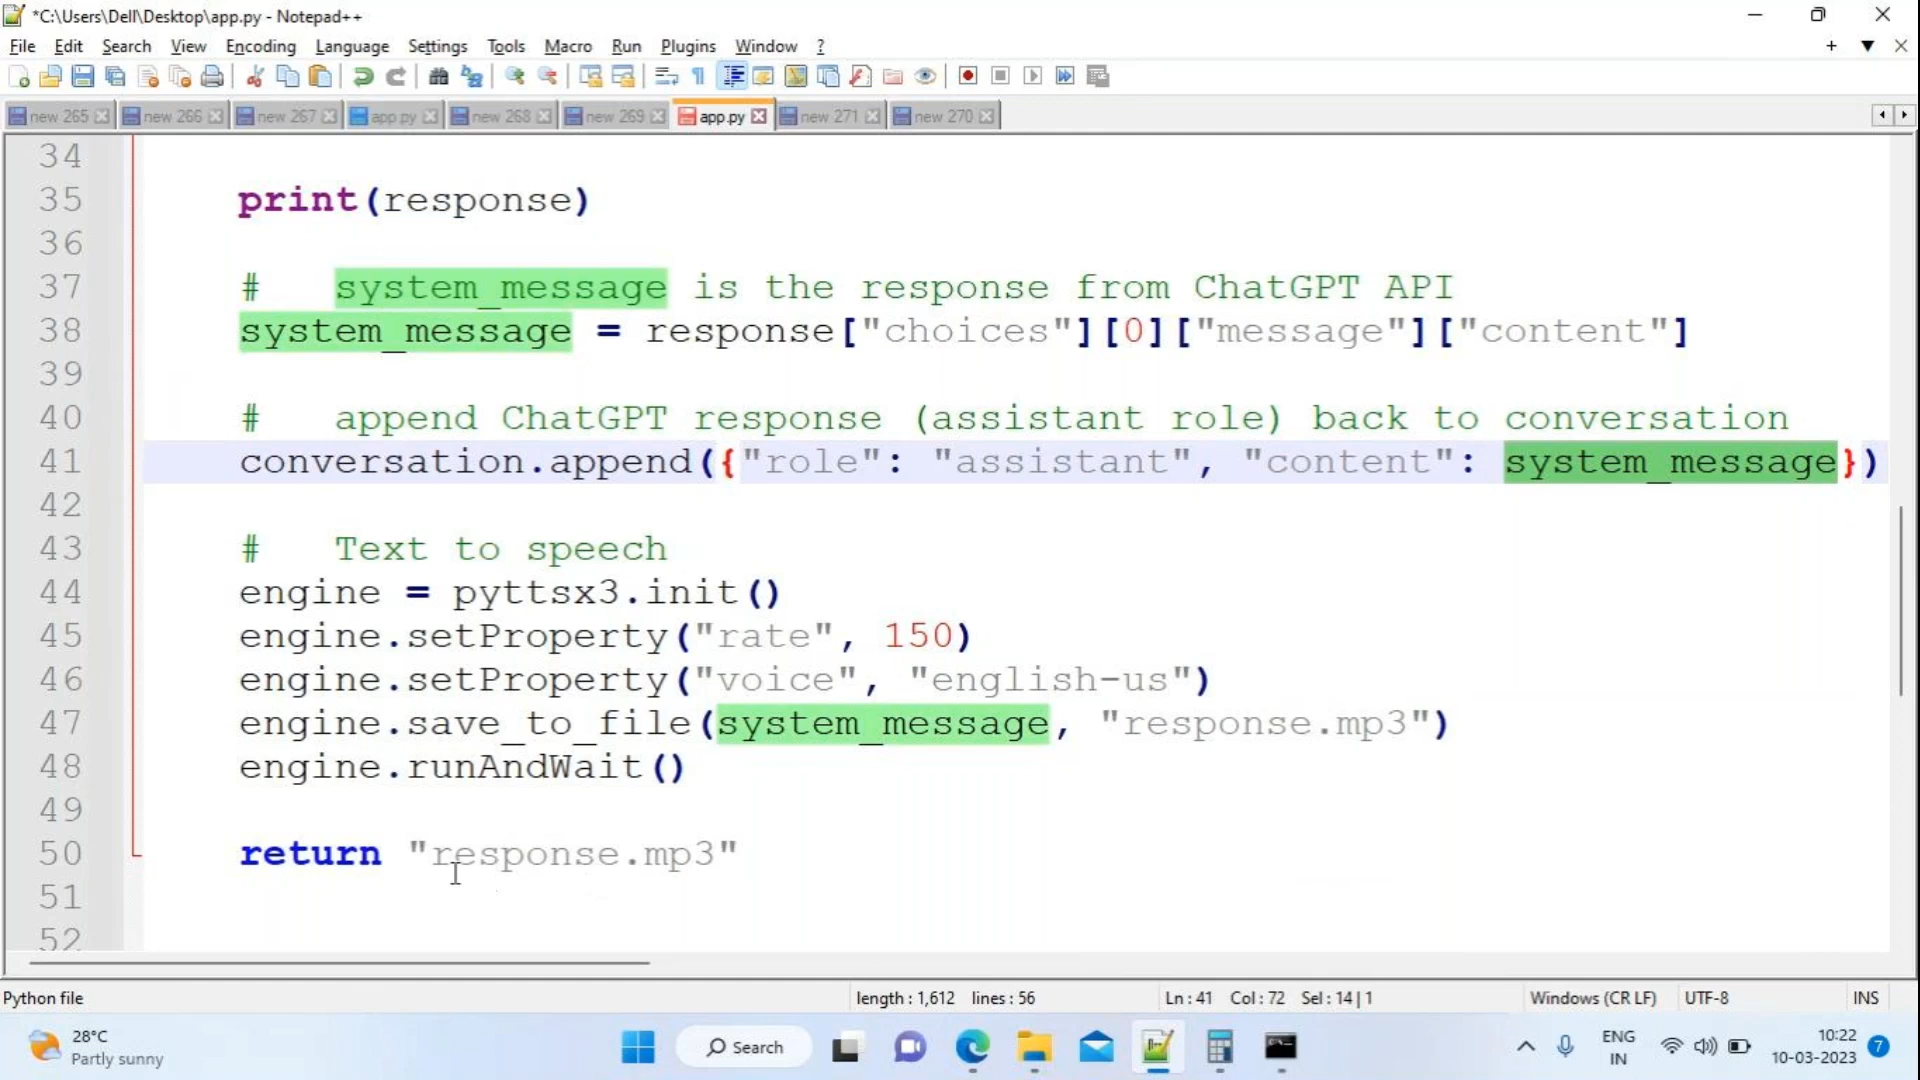 *C:\Users\Dell\Desktop\app.py - Notepad++
File Edit Search View Encoding Language Settings Tools Macro Run Plugins Window ?
new 265 new 266 new 267 app.py new 268 new 269 app.py new 271 new 270
34
35 print(response)
36
37 # system_message is the response from ChatGPT API
38 system_message = response["choices"][0]["message"]["content"]
39
40 # append ChatGPT response (assistant role) back to conversation
41 conversation.append({"role": "assistant", "content": system_message})
42
43 # Text to speech
44 engine = pyttsx3.init()
45 engine.setProperty("rate", 150)
46 engine.setProperty("voice", "english-us")
47 engine.save_to_file(system_message, "response.mp3")
48 engine.runAndWait()
49
50 return "response.mp3"
51
52
Python file length : 1,612 lines : 56 Ln : 41 Col : 72 Sel : 14 | 1 Windows (CR LF) UTF-8 INS
28°C
Partly sunny
Search
ENG
IN
10:22
10-03-2023
7